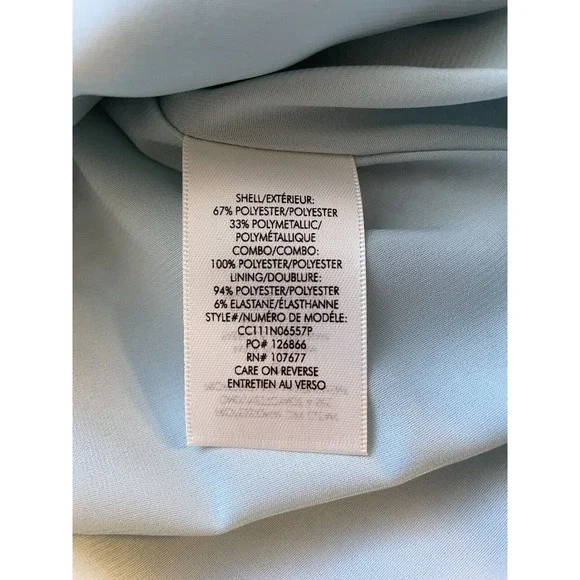 SHELL/EXTÉRIEUR:
67% POLYESTER/POLYESTER
33% POLYMETALLIC/
POLYMÉTALLIQUE
COMBO/COMBO:
100% POLYESTER/POLYESTER
LINING/DOUBLURE:
94% POLYESTER/POLYESTER
6% ELASTANE/ÉLASTHANNE
STYLE#/NUMÉRO DE MODÈLE:
CC111N06557P
PO# 126866
RN# 107677
CARE ON REVERSE
ENTRETIEN AU VERSO